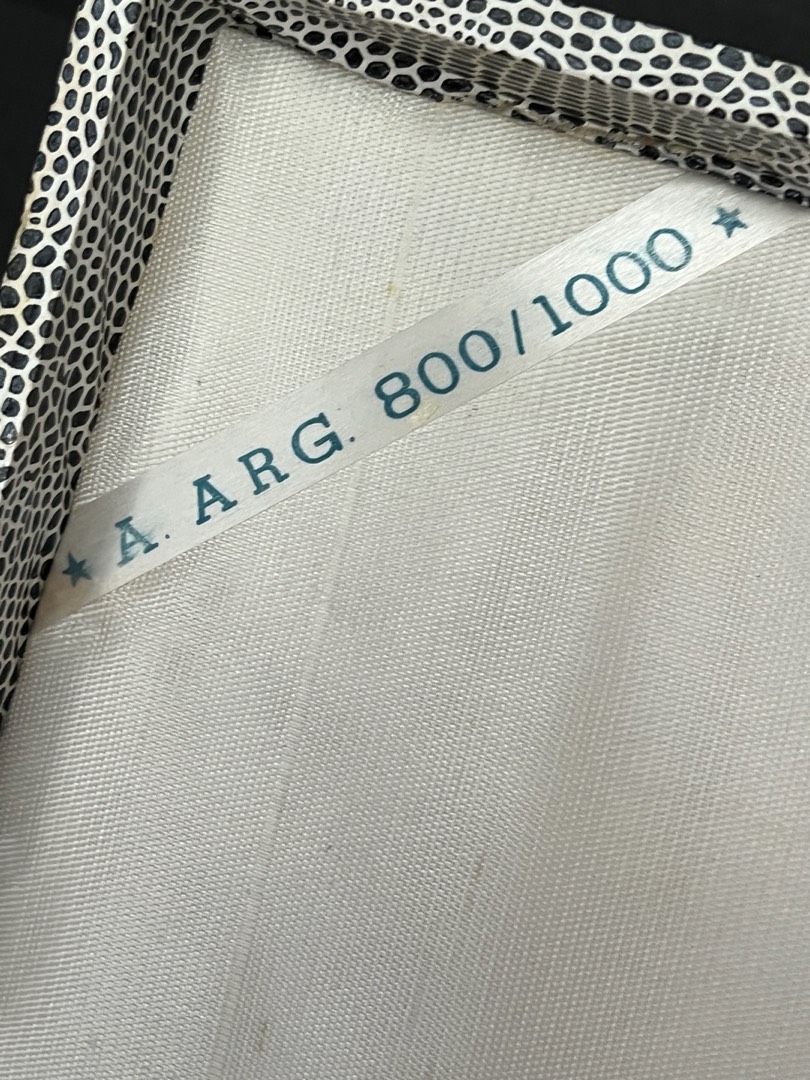 ★ A. ARG. 800/1000 ★